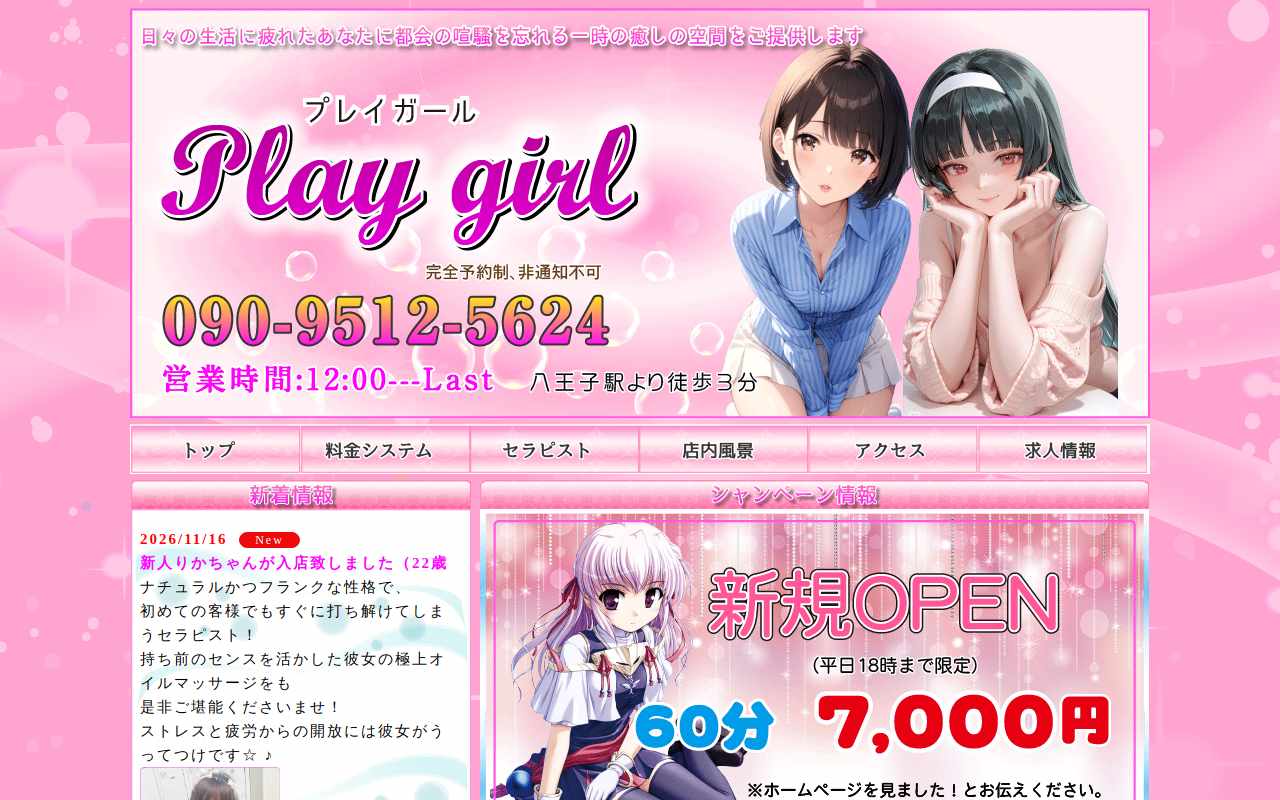 日々の生活に疲れたあなたに都会の喧騒を忘れる一時の癒しの空間をご提供します
プレイガール
Play girl
完全予約制、非通知不可
090-9512-5624
営業時間:12:00---Last 八王子駅より徒歩3分
トップ 料金システム セラピスト 店内風景 アクセス 求人情報
新着情報
2026/11/16 New
新人りかちゃんが入店致しました（22歳
ナチュラルかつフランクな性格で、
初めての客様でもすぐに打ち解けてしま
うセラピスト！
持ち前のセンスを活かした彼女の極上オ
イルマッサージをも
是非ご堪能くださいませ！
ストレスと疲労からの開放には彼女がう
ってつけです☆ ♪
シャンペーン情報
新規OPEN
（平日18時まで限定）
60分 7,000円
※ホームページを見ました！とお伝えください。